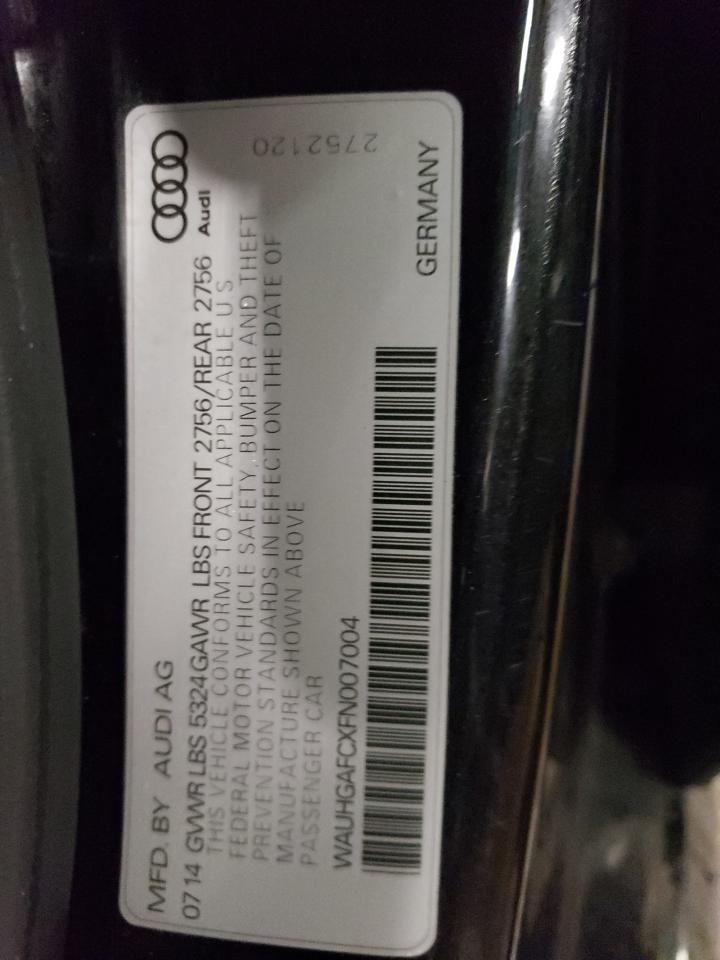 MFD. BY AUDI AG
0714 GVWR LBS 5324 GAWR LBS FRONT 2756/REAR 2756
Audi
THIS VEHICLE CONFORMS TO ALL APPLICABLE U S
FEDERAL MOTOR VEHICLE SAFETY, BUMPER AND THEFT
PREVENTION STANDARDS IN EFFECT ON THE DATE OF
MANUFACTURE SHOWN ABOVE
PASSENGER CAR
WAUHGAFCXFN007004
GERMANY
2752120